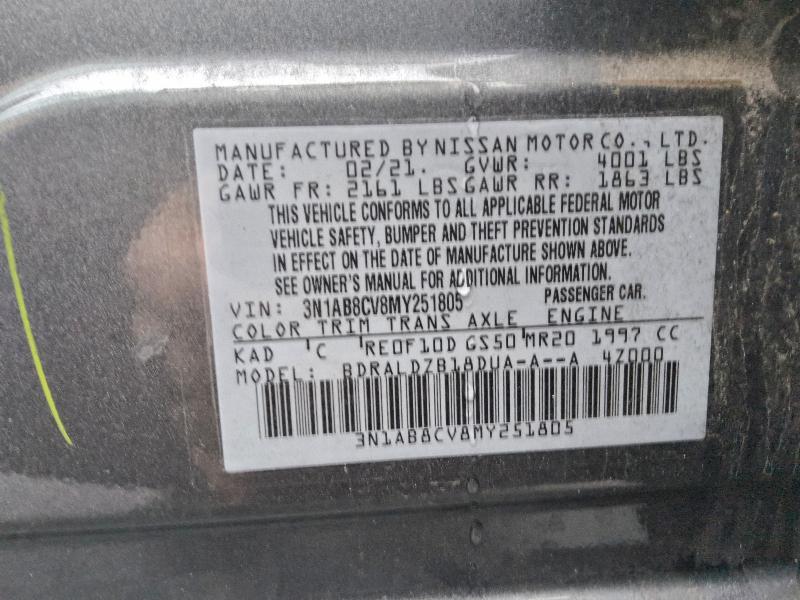 MANUFACTURED BY NISSAN MOTOR CO., LTD.
DATE: 02/21. GVWR: 4001 LBS
GAWR FR: 2161 LBS GAWR RR: 1863 LBS
THIS VEHICLE CONFORMS TO ALL APPLICABLE FEDERAL MOTOR
VEHICLE SAFETY, BUMPER AND THEFT PREVENTION STANDARDS
IN EFFECT ON THE DATE OF MANUFACTURE SHOWN ABOVE.
SEE OWNER'S MANUAL FOR ADDITIONAL INFORMATION.
VIN: 3N1AB8CV8MY251805 PASSENGER CAR.
COLOR TRIM TRANS AXLE ENGINE
KAD C RE0F10D GS50 MR20 1997 CC
MODEL: BDRALDZB18DUA-A--A 4Z000
3N1AB8CV8MY251805